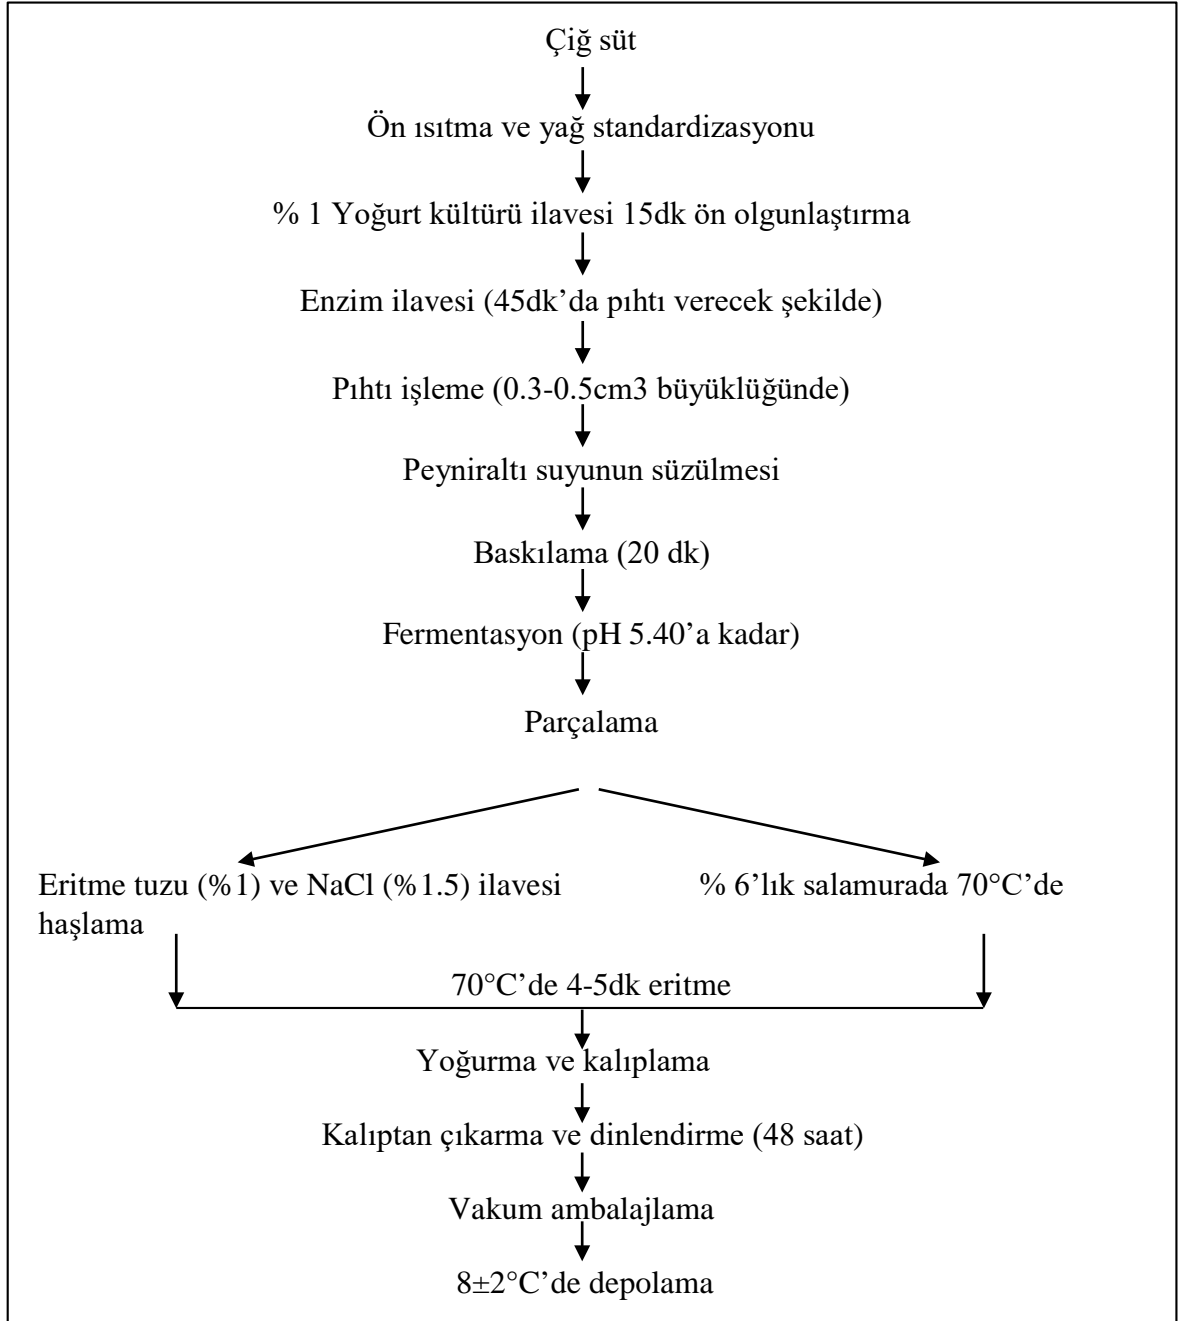 Çiğ süt
Ön ısıtma ve yağ standardizasyonu
% 1 Yoğurt kültürü ilavesi 15dk ön olgunlaştırma
Enzim ilavesi (45dk’da pıhtı verecek şekilde)
Pıhtı işleme (0.3-0.5cm3 büyüklüğünde)
Peyniraltı suyunun süzülmesi
Baskılama (20 dk)
Fermentasyon (pH 5.40’a kadar)
Parçalama
Eritme tuzu (%1) ve NaCl (%1.5) ilavesi
haşlama
% 6’lık salamurada 70°C’de
70°C’de 4-5dk eritme
Yoğurma ve kalıplama
Kalıptan çıkarma ve dinlendirme (48 saat)
Vakum ambalajlama
8±2°C’de depolama